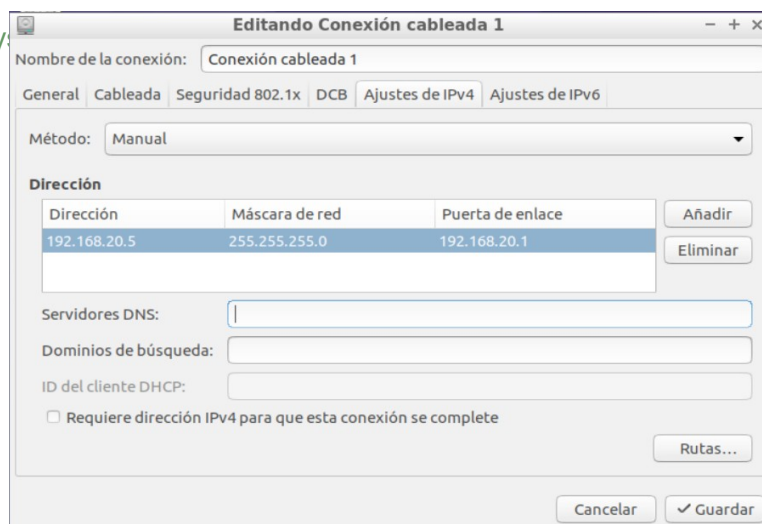 Editando Conexión cableada 1
Nombre de la conexión: Conexión cableada 1
General Cableada Seguridad 802.1x DCB Ajustes de IPv4 Ajustes de IPv6
Método: Manual
Dirección
Dirección Máscara de red Puerta de enlace Añadir
192.168.20.5 255.255.255.0 192.168.20.1
Eliminar
Servidores DNS:
Dominios de búsqueda:
ID del cliente DHCP:
Requiere dirección IPv4 para que esta conexión se complete
Rutas...
Cancelar Guardar